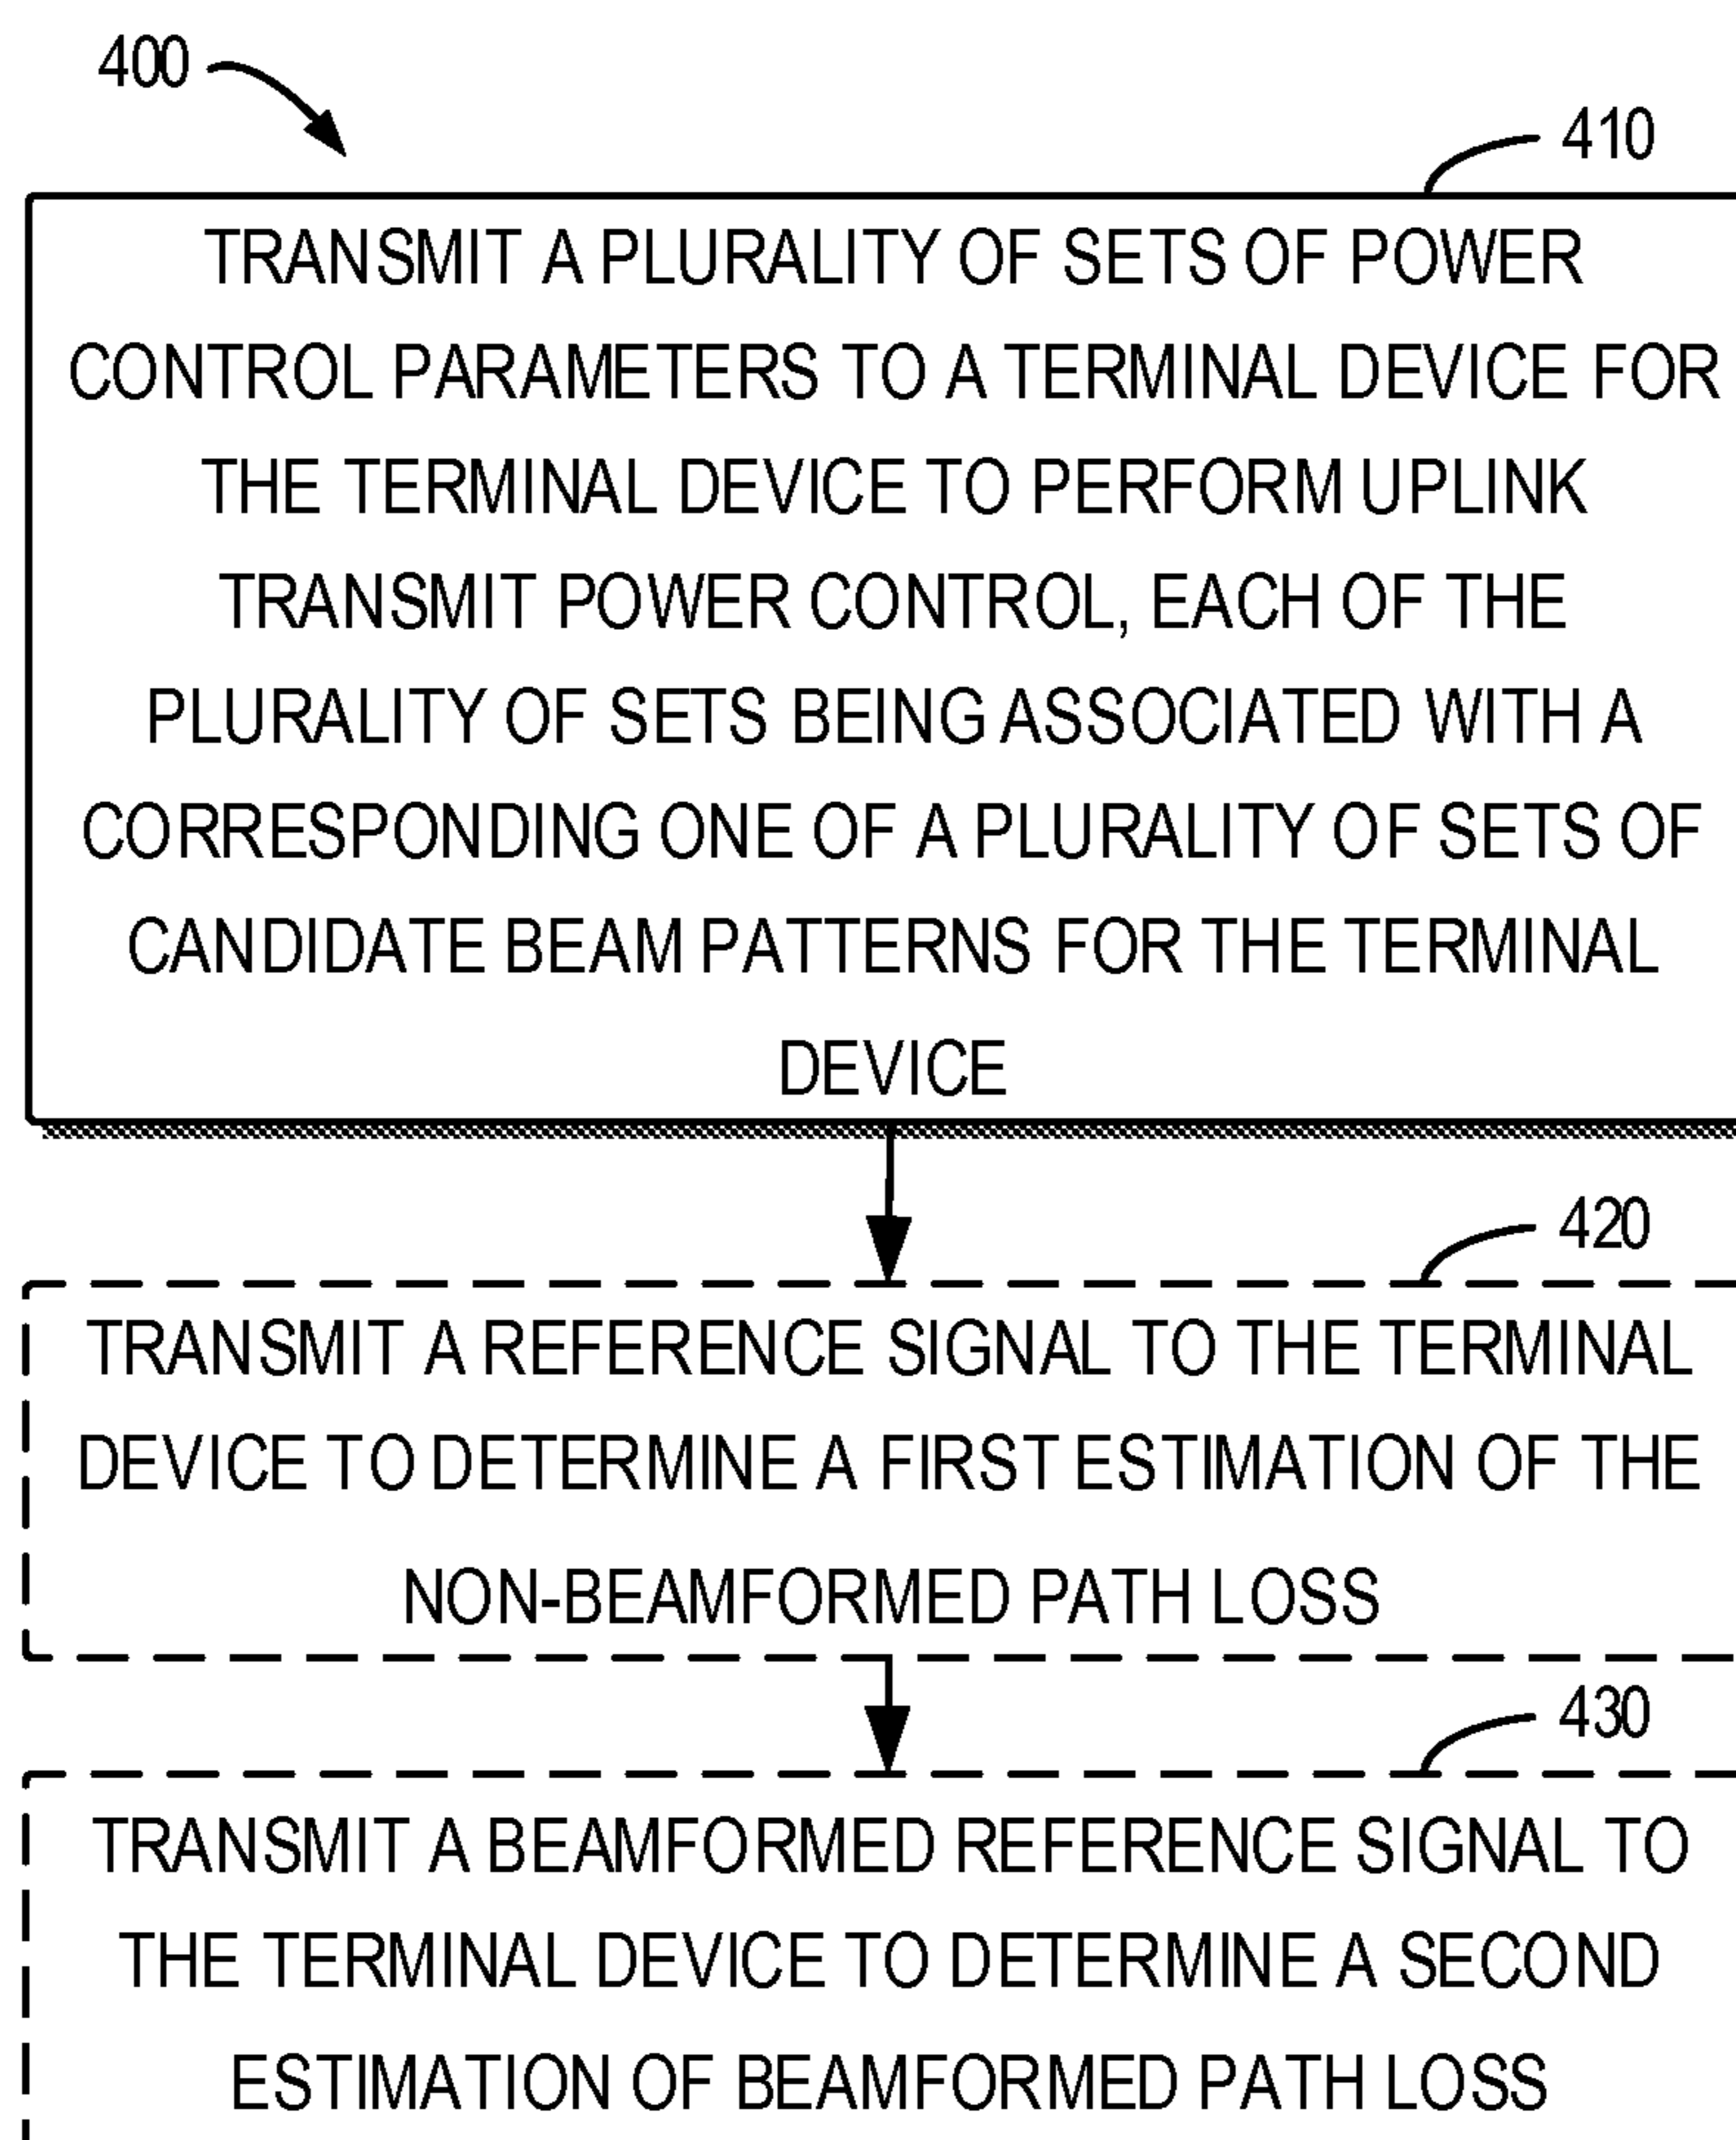 400
410
TRANSMIT A PLURALITY OF SETS OF POWER
CONTROL PARAMETERS TO A TERMINAL DEVICE FOR
THE TERMINAL DEVICE TO PERFORM UPLINK
TRANSMIT POWER CONTROL, EACH OF THE
PLURALITY OF SETS BEING ASSOCIATED WITH A
CORRESPONDING ONE OF A PLURALITY OF SETS OF
CANDIDATE BEAM PATTERNS FOR THE TERMINAL
DEVICE
420
TRANSMIT A REFERENCE SIGNAL TO THE TERMINAL
DEVICE TO DETERMINE A FIRST ESTIMATION OF THE
NON-BEAMFORMED PATH LOSS
430
TRANSMIT A BEAMFORMED REFERENCE SIGNAL TO
THE TERMINAL DEVICE TO DETERMINE A SECOND
ESTIMATION OF BEAMFORMED PATH LOSS